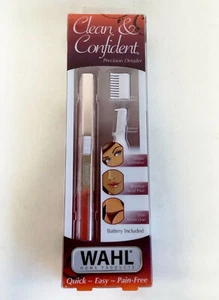 Clean &
Confident
Precision Detailer
Battery Included
WAHL
HOME PRODUCTS
Quick ~ Easy ~ Pain-Free